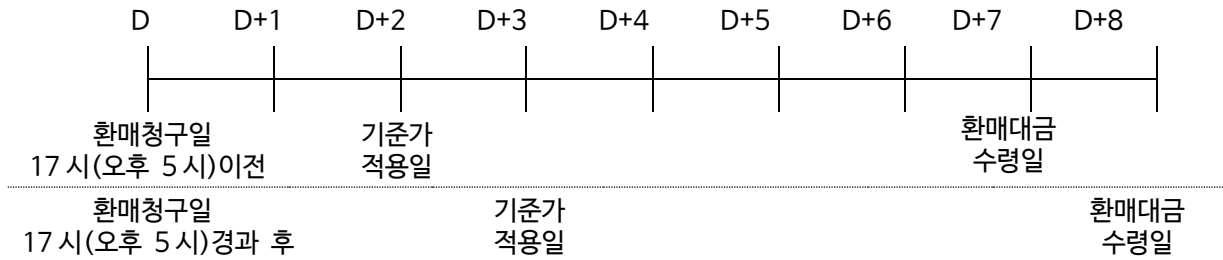 D D+1 D+2 D+3 D+4 D+5 D+6 D+7 D+8
환매청구일 기준가 환매대금
17시(오후 5시)이전 적용일 수령일
환매청구일 기준가 환매대금
17시(오후 5시)경과 후 적용일 수령일